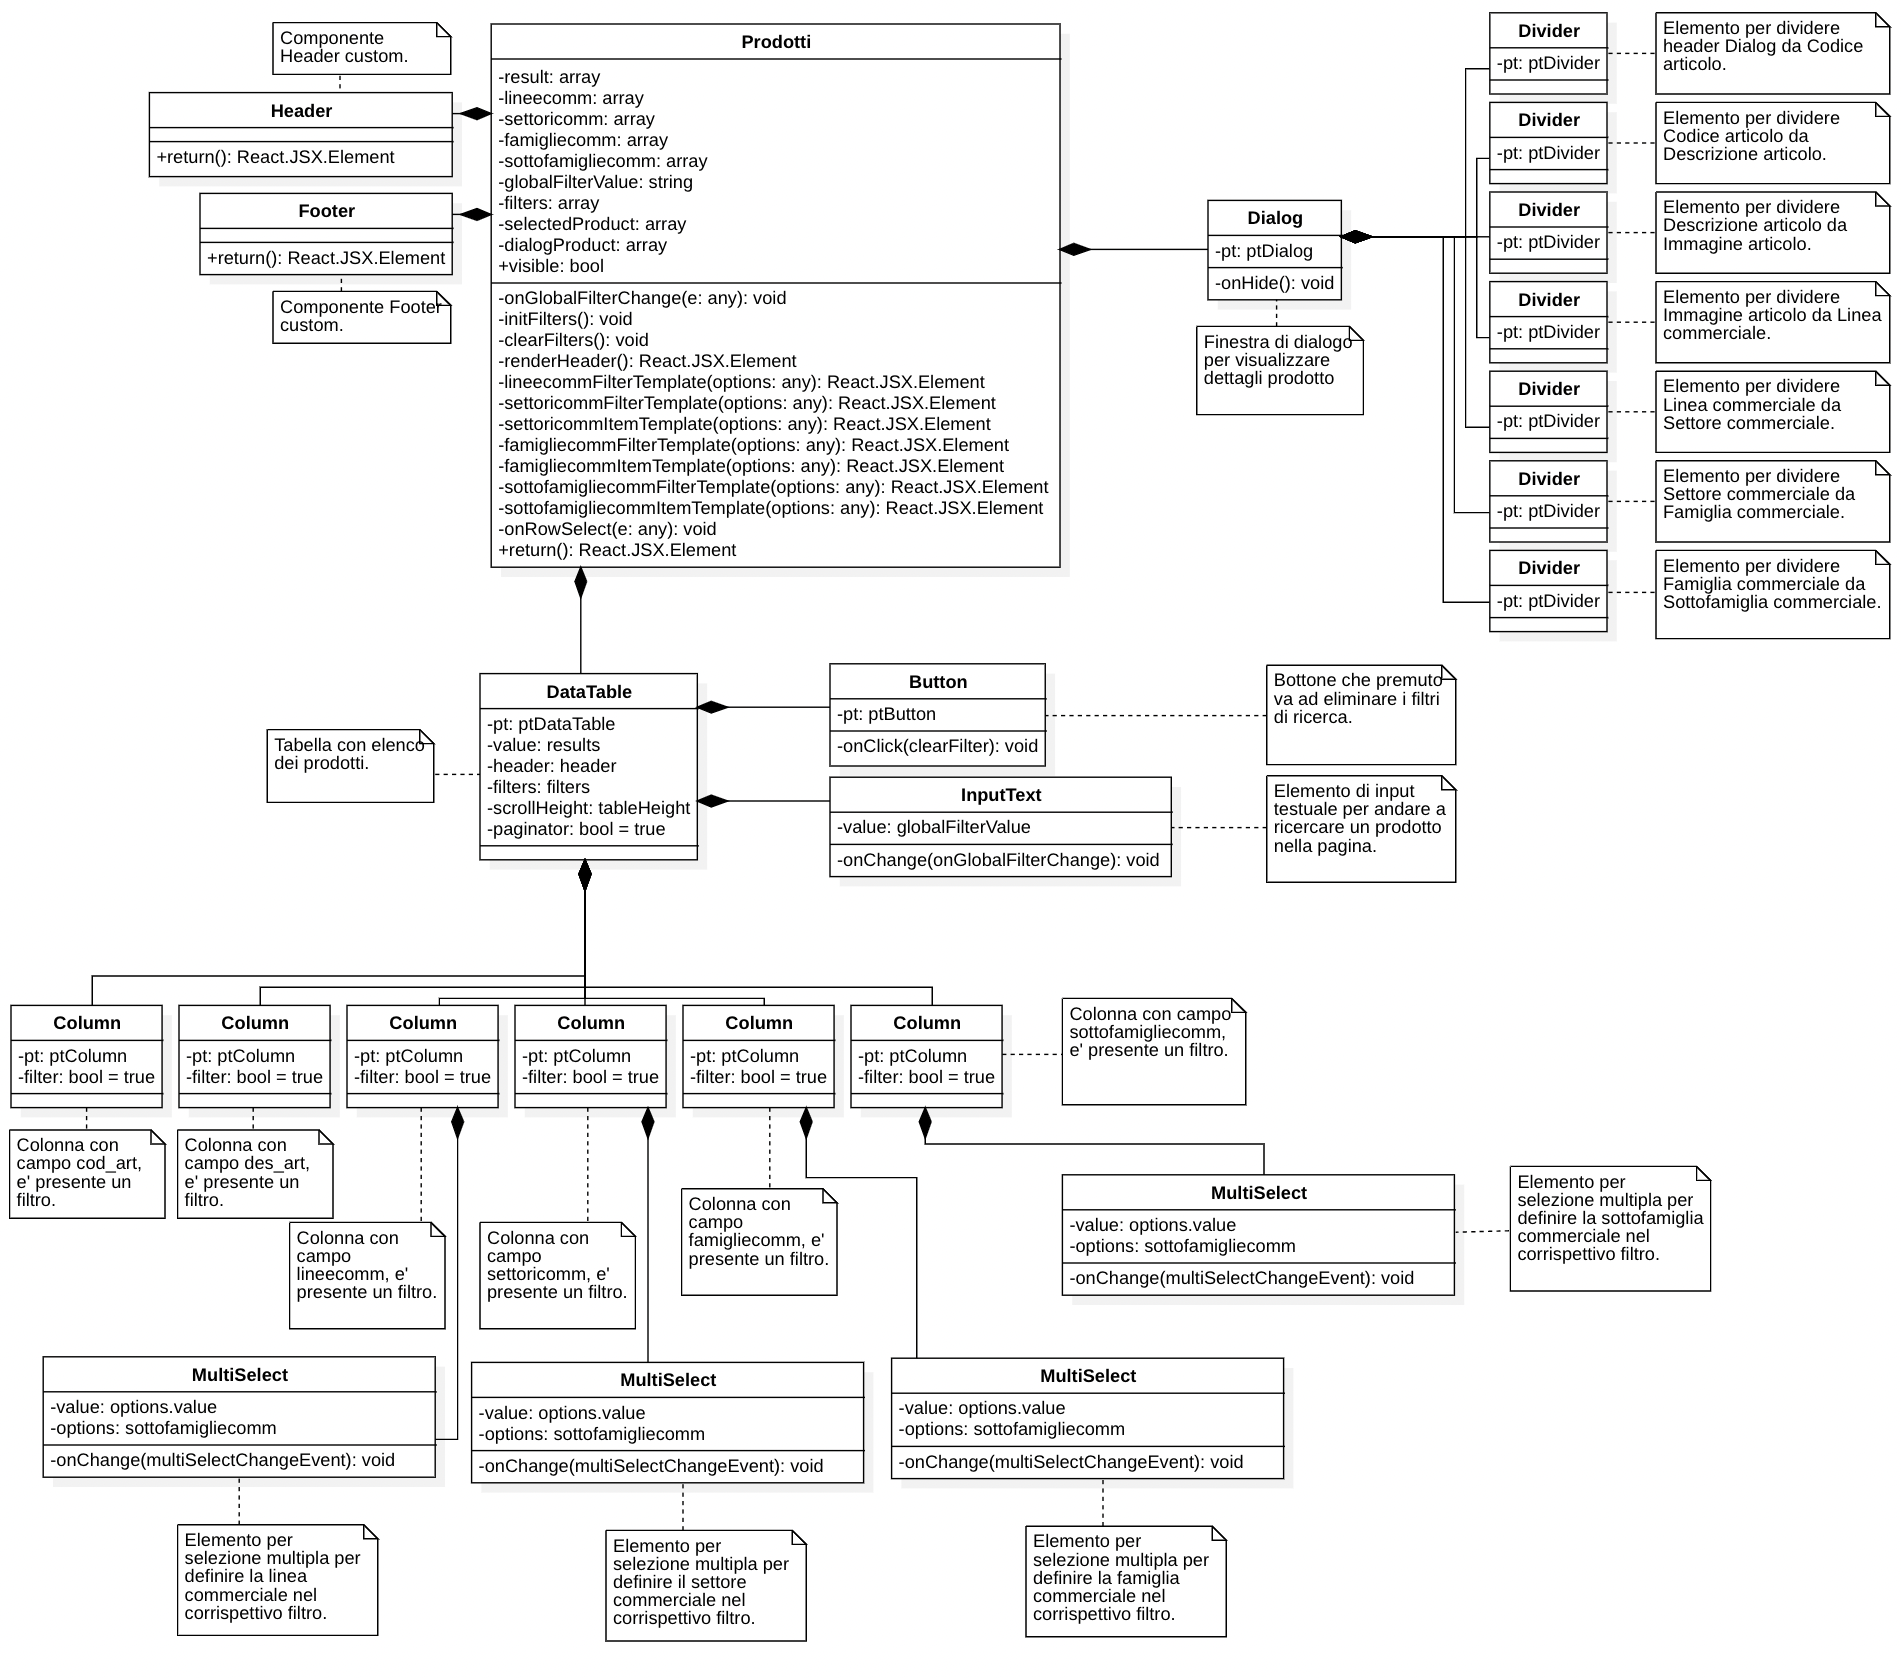 Componente
Header custom.
Header
+return(): React.JSX.Element
Footer
+return(): React.JSX.Element
Componente Footer
custom.
Prodotti
-result: array
-lineecomm: array
-settoricomm: array
-famigliecomm: array
-sottofamigliecomm: array
-globalFilterValue: string
-filters: array
-selectedProduct: array
-dialogProduct: array
+visible: bool
-onGlobalFilterChange(e: any): void
-initFilters(): void
-clearFilters(): void
-renderHeader(): React.JSX.Element
-lineecommFilterTemplate(options: any): React.JSX.Element
-settoricommFilterTemplate(options: any): React.JSX.Element
-settoricommItemTemplate(options: any): React.JSX.Element
-famigliecommFilterTemplate(options: any): React.JSX.Element
-famigliecommItemTemplate(options: any): React.JSX.Element
-sottofamigliecommFilterTemplate(options: any): React.JSX.Element
-sottofamigliecommItemTemplate(options: any): React.JSX.Element
-onRowSelect(e: any): void
+return(): React.JSX.Element
Dialog
-pt: ptDialog
-onHide(): void
Finestra di dialogo
per visualizzare
dettagli prodotto
Divider
-pt: ptDivider
Elemento per dividere
header Dialog da Codice
articolo.
Divider
-pt: ptDivider
Elemento per dividere
Codice articolo da
Descrizione articolo.
Divider
-pt: ptDivider
Elemento per dividere
Descrizione articolo da
Immagine articolo.
Divider
-pt: ptDivider
Elemento per dividere
Immagine articolo da Linea
commerciale.
Divider
-pt: ptDivider
Elemento per dividere
Linea commerciale da
Settore commerciale.
Divider
-pt: ptDivider
Elemento per dividere
Settore commerciale da
Famiglia commerciale.
Divider
-pt: ptDivider
Elemento per dividere
Famiglia commerciale da
Sottofamiglia commerciale.
Tabella con elenco
dei prodotti.
DataTable
-pt: ptDataTable
-value: results
-header: header
-filters: filters
-scrollHeight: tableHeight
-paginator: bool = true
Button
-pt: ptButton
-onClick(clearFilter): void
Bottone che premuto
va ad eliminare i filtri
di ricerca.
InputText
-value: globalFilterValue
-onChange(onGlobalFilterChange): void
Elemento di input
testuale per andare a
ricercare un prodotto
nella pagina.
Column
-pt: ptColumn
-filter: bool = true
Column
-pt: ptColumn
-filter: bool = true
Column
-pt: ptColumn
-filter: bool = true
Column
-pt: ptColumn
-filter: bool = true
Column
-pt: ptColumn
-filter: bool = true
Column
-pt: ptColumn
-filter: bool = true
Colonna con campo
sottofamigliecomm,
e' presente un filtro.
Colonna con
campo cod_art,
e' presente un
filtro.
Colonna con
campo des_art,
e' presente un
filtro.
Colonna con
campo
lineecomm, e'
presente un filtro.
Colonna con
campo
settoricomm, e'
presente un filtro.
Colonna con
campo
famigliecomm, e'
presente un filtro.
MultiSelect
-value: options.value
-options: sottofamigliecomm
-onChange(multiSelectChangeEvent): void
Elemento per
selezione multipla per
definire la sottofamiglia
commerciale nel
corrispettivo filtro.
MultiSelect
-value: options.value
-options: sottofamigliecomm
-onChange(multiSelectChangeEvent): void
MultiSelect
-value: options.value
-options: sottofamigliecomm
-onChange(multiSelectChangeEvent): void
MultiSelect
-value: options.value
-options: sottofamigliecomm
-onChange(multiSelectChangeEvent): void
Elemento per
selezione multipla per
definire la linea
commerciale nel
corrispettivo filtro.
Elemento per
selezione multipla per
definire il settore
commerciale nel
corrispettivo filtro.
Elemento per
selezione multipla per
definire la famiglia
commerciale nel
corrispettivo filtro.